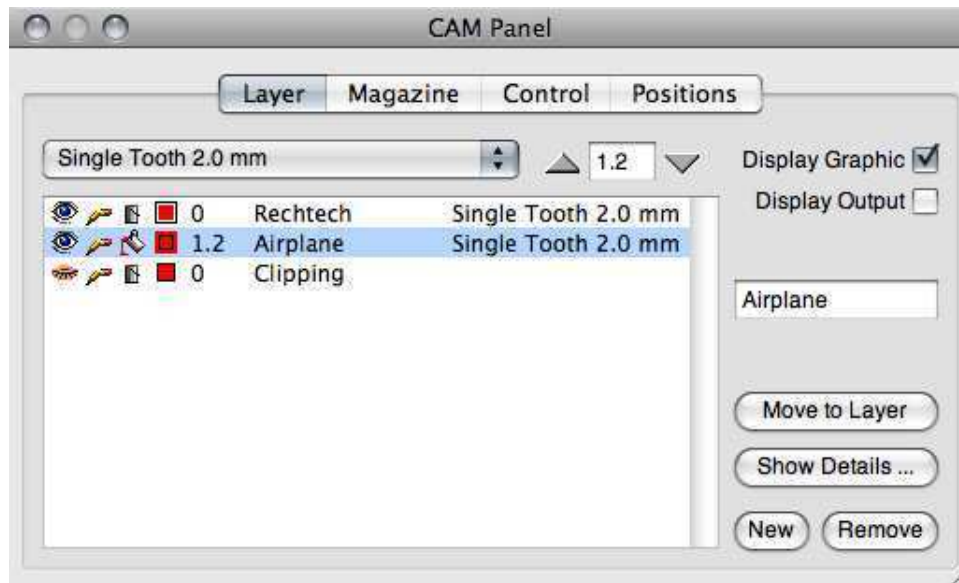 CAM Panel
Layer Magazine Control Positions
Single Tooth 2.0 mm 1.2 Display Graphic
Display Output
0 Rechtech Single Tooth 2.0 mm
1.2 Airplane Single Tooth 2.0 mm
0 Clipping
Airplane
Move to Layer
Show Details ...
New Remove